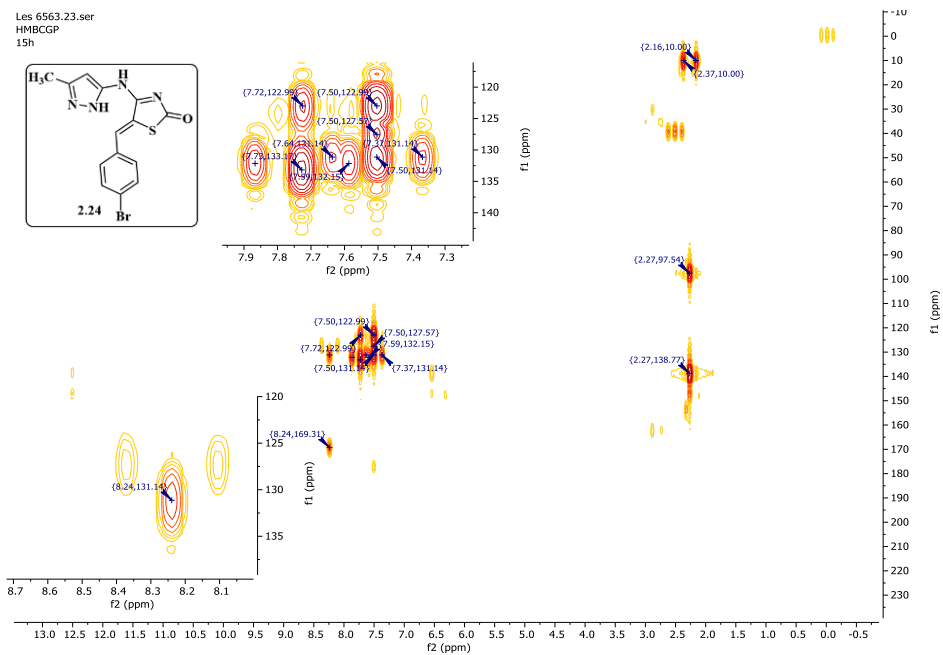 Les 6563.23.ser
HMBCGP
15h
H3C
H
N
N
N
NH
S
O
2.24
Br
{7.72,122.99}
{7.50,122.99}
{7.50,127.57}
{7.64,131.14}
{7.37,131.14}
{7.73,133.17}
{7.59,132.15}
{7.50,131.14}
120
125
130
135
140
f1 (ppm)
7.9 7.8 7.7 7.6 7.5 7.4 7.3
f2 (ppm)
{2.16,10.00}
{2.37,10.00}
{2.27,97.54}
{2.27,138.77}
{7.50,122.99}
{7.50,127.57}
{7.72,122.99}
{7.59,132.15}
{7.50,131.14}
{7.37,131.14}
{8.24,169.31}
{8.24,131.14}
120
125
130
135
f1 (ppm)
8.7 8.6 8.5 8.4 8.3 8.2 8.1
f2 (ppm)
-10
0
10
20
30
40
50
60
70
80
90
100
110
120
130
140
150
160
170
180
190
200
210
220
230
f1 (ppm)
13.0 12.5 12.0 11.5 11.0 10.5 10.0 9.5 9.0 8.5 8.0 7.5 7.0 6.5 6.0 5.5 5.0 4.5 4.0 3.5 3.0 2.5 2.0 1.5 1.0 0.5 0.0 -0.5
f2 (ppm)